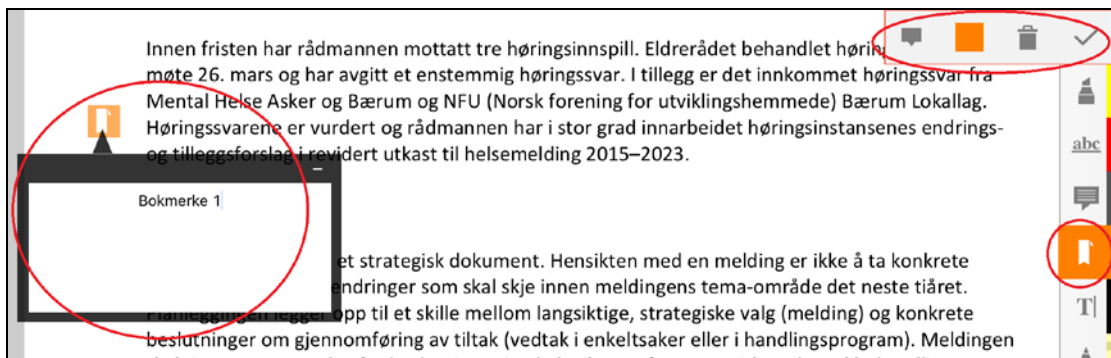 Innen fristen har rådmannen mottatt tre høringsinnspill. Eldrerådet behandlet
møte 26. mars og har avgitt et enstemmig høringssvar. I tillegg er det innkommet høringssvar fra
Mental Helse Asker og Bærum og NFU (Norsk forening for utviklingshemmede) Bærum Lokallag.
Høringssvarene er vurdert og rådmannen har i stor grad innarbeidet høringsinstansenes endrings-
og tilleggsforslag i revidert utkast til helsemelding 2015–2023.
abc
Bokmerke 1
et strategisk dokument. Hensikten med en melding er ikke å ta konkrete
endringer som skal skje innen meldingens tema-område det neste tiåret.
T
Planleggingen legger opp til et skille mellom langsiktige, strategiske valg (melding) og konkrete
beslutninger om gjennomføring av tiltak (vedtak i enkeltsaker eller i handlingsprogram). Meldingen